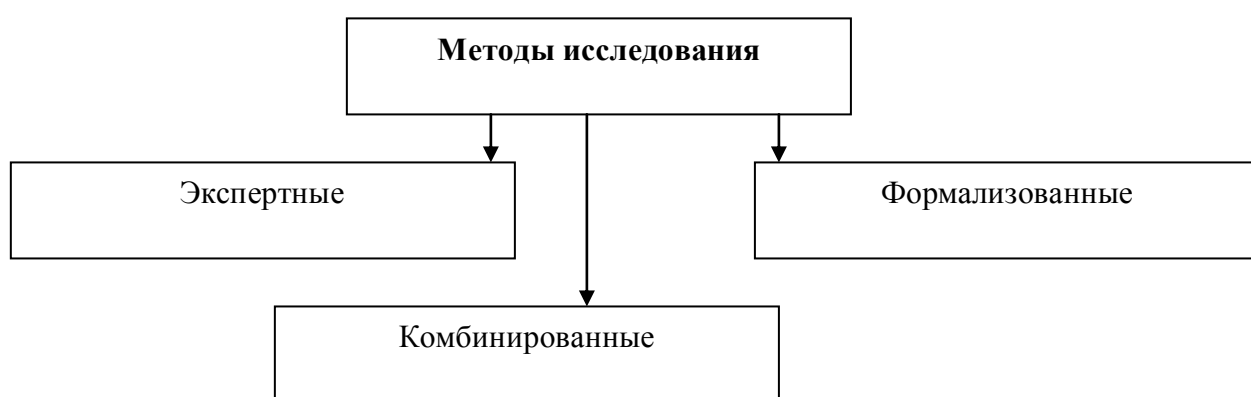 Методы исследования
Экспертные
Формализованные
Комбинированные